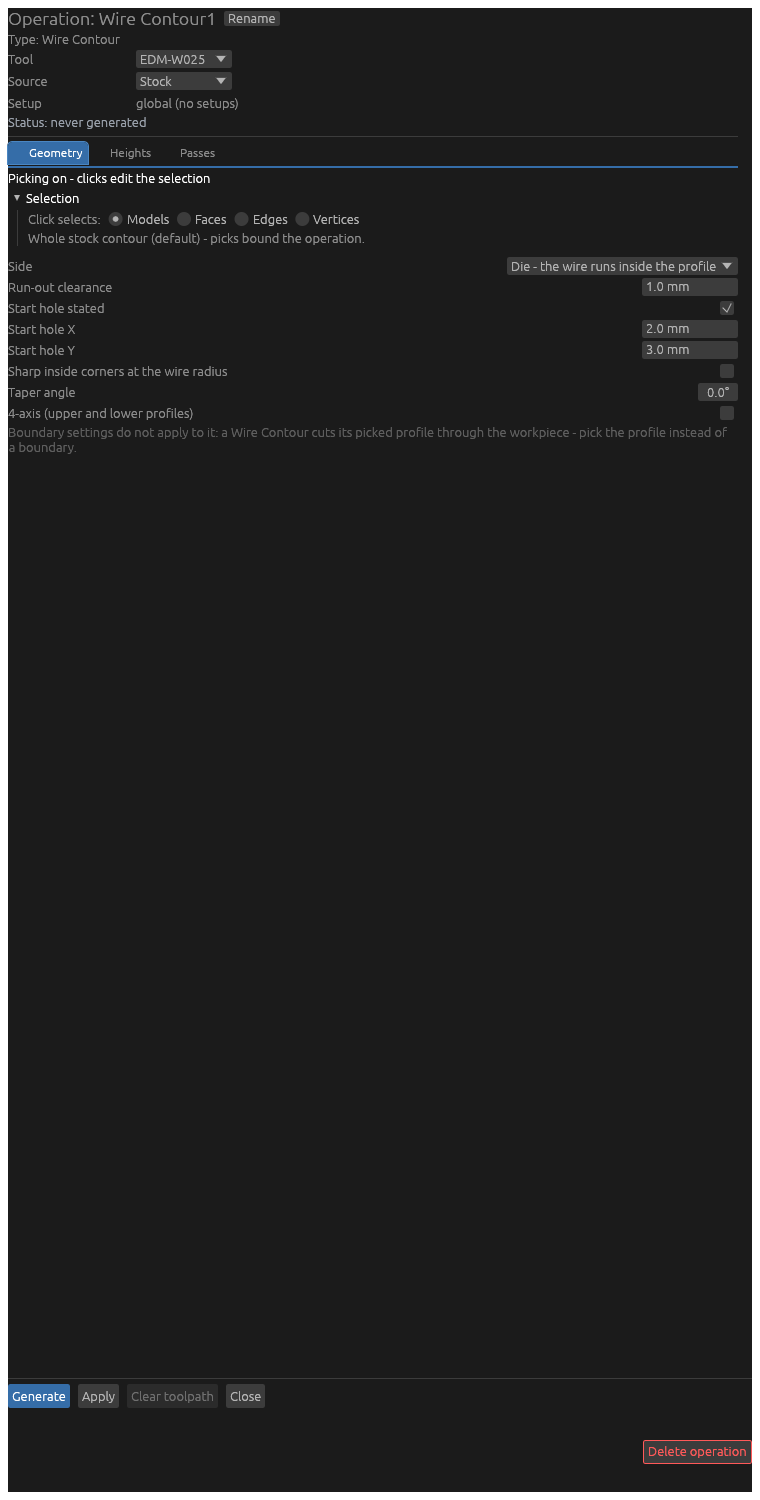 Operation: Wire Contour1 Rename
Type: Wire Contour
Tool EDM-W025
Source Stock
Setup global (no setups)
Status: never generated
Geometry Heights Passes
Picking on - clicks edit the selection
Selection
Click selects: Models Faces Edges Vertices
Whole stock contour (default) - picks bound the operation.
Side Die - the wire runs inside the profile
Run-out clearance 1.0 mm
Start hole stated
Start hole X 2.0 mm
Start hole Y 3.0 mm
Sharp inside corners at the wire radius
Taper angle 0.0°
4-axis (upper and lower profiles)
Boundary settings do not apply to it: a Wire Contour cuts its picked profile through the workpiece - pick the profile instead of
a boundary.
Generate Apply Clear toolpath Close
Delete operation